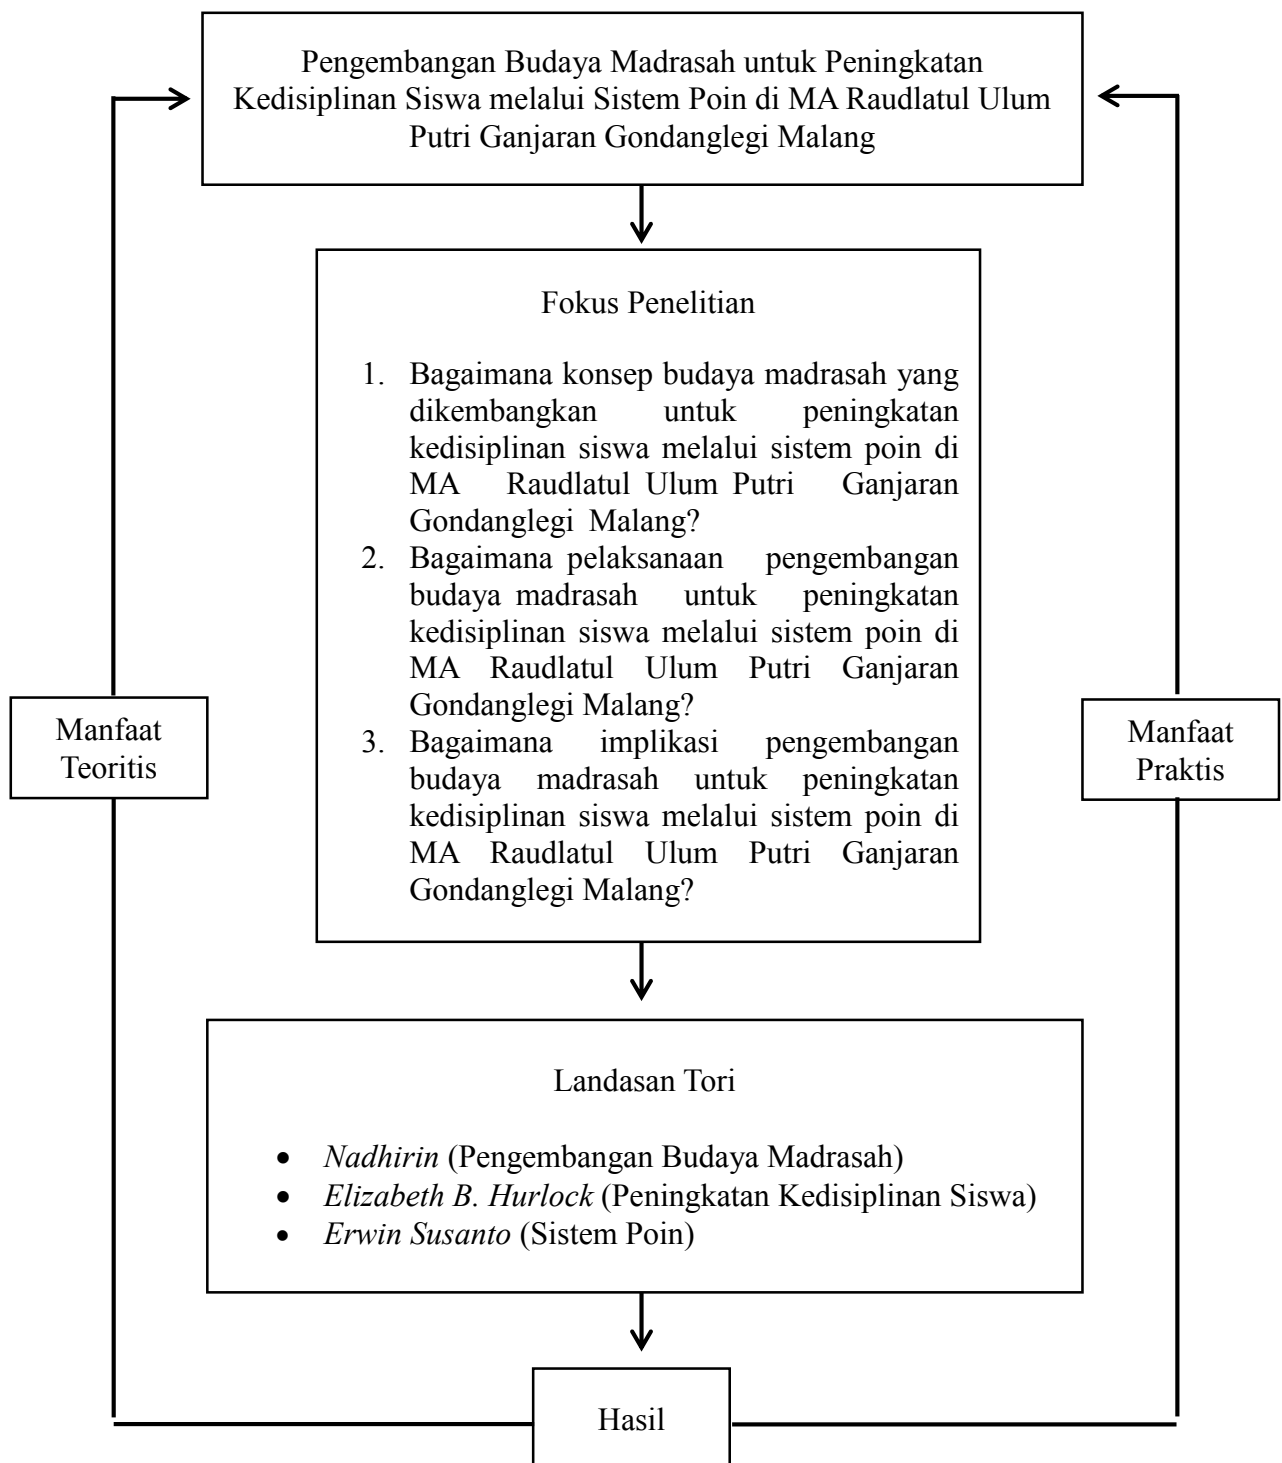 Pengembangan Budaya Madrasah untuk Peningkatan
Kedisiplinan Siswa melalui Sistem Poin di MA Raudlatul Ulum
Putri Ganjaran Gondanglegi Malang
Fokus Penelitian
1. Bagaimana konsep budaya madrasah yang
dikembangkan untuk peningkatan
kedisiplinan siswa melalui sistem poin di
MA Raudlatul Ulum Putri Ganjaran
Gondanglegi Malang?
2. Bagaimana pelaksanaan pengembangan
budaya madrasah untuk peningkatan
kedisiplinan siswa melalui sistem poin di
MA Raudlatul Ulum Putri Ganjaran
Gondanglegi Malang?
3. Bagaimana implikasi pengembangan
budaya madrasah untuk peningkatan
kedisiplinan siswa melalui sistem poin di
MA Raudlatul Ulum Putri Ganjaran
Gondanglegi Malang?
Manfaat
Teoritis
Manfaat
Praktis
Landasan Tori
• Nadhirin (Pengembangan Budaya Madrasah)
• Elizabeth B. Hurlock (Peningkatan Kedisiplinan Siswa)
• Erwin Susanto (Sistem Poin)
Hasil